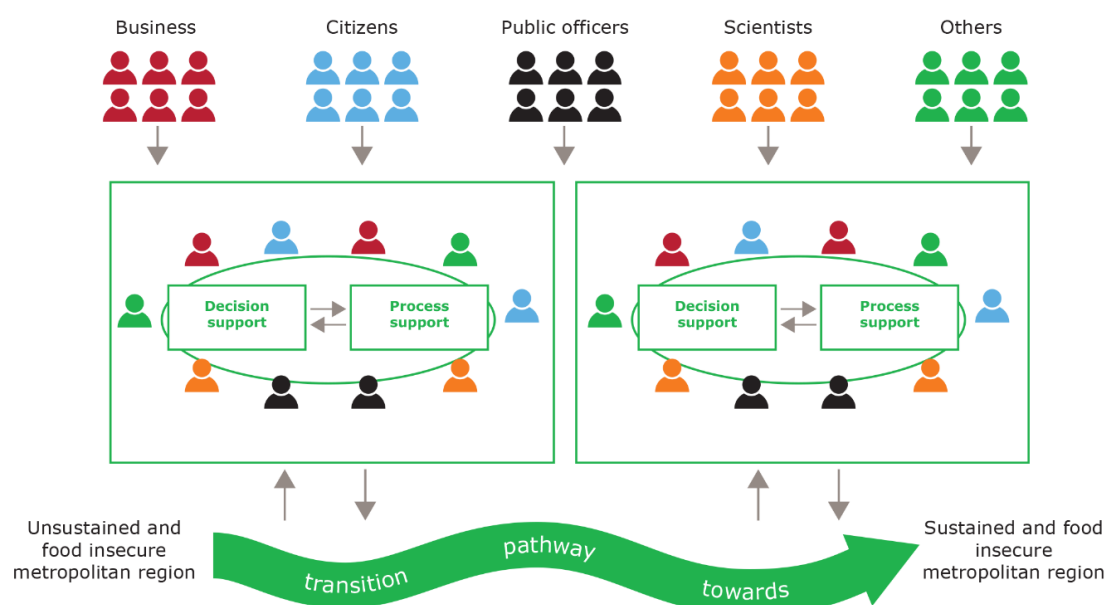 Business
Citizens
Public officers
Scientists
Others
Decision
support
Process
support
Decision
support
Process
support
Unsustained and
food insecure
metropolitan region
transition
pathway
towards
Sustained and food
insecure
metropolitan region